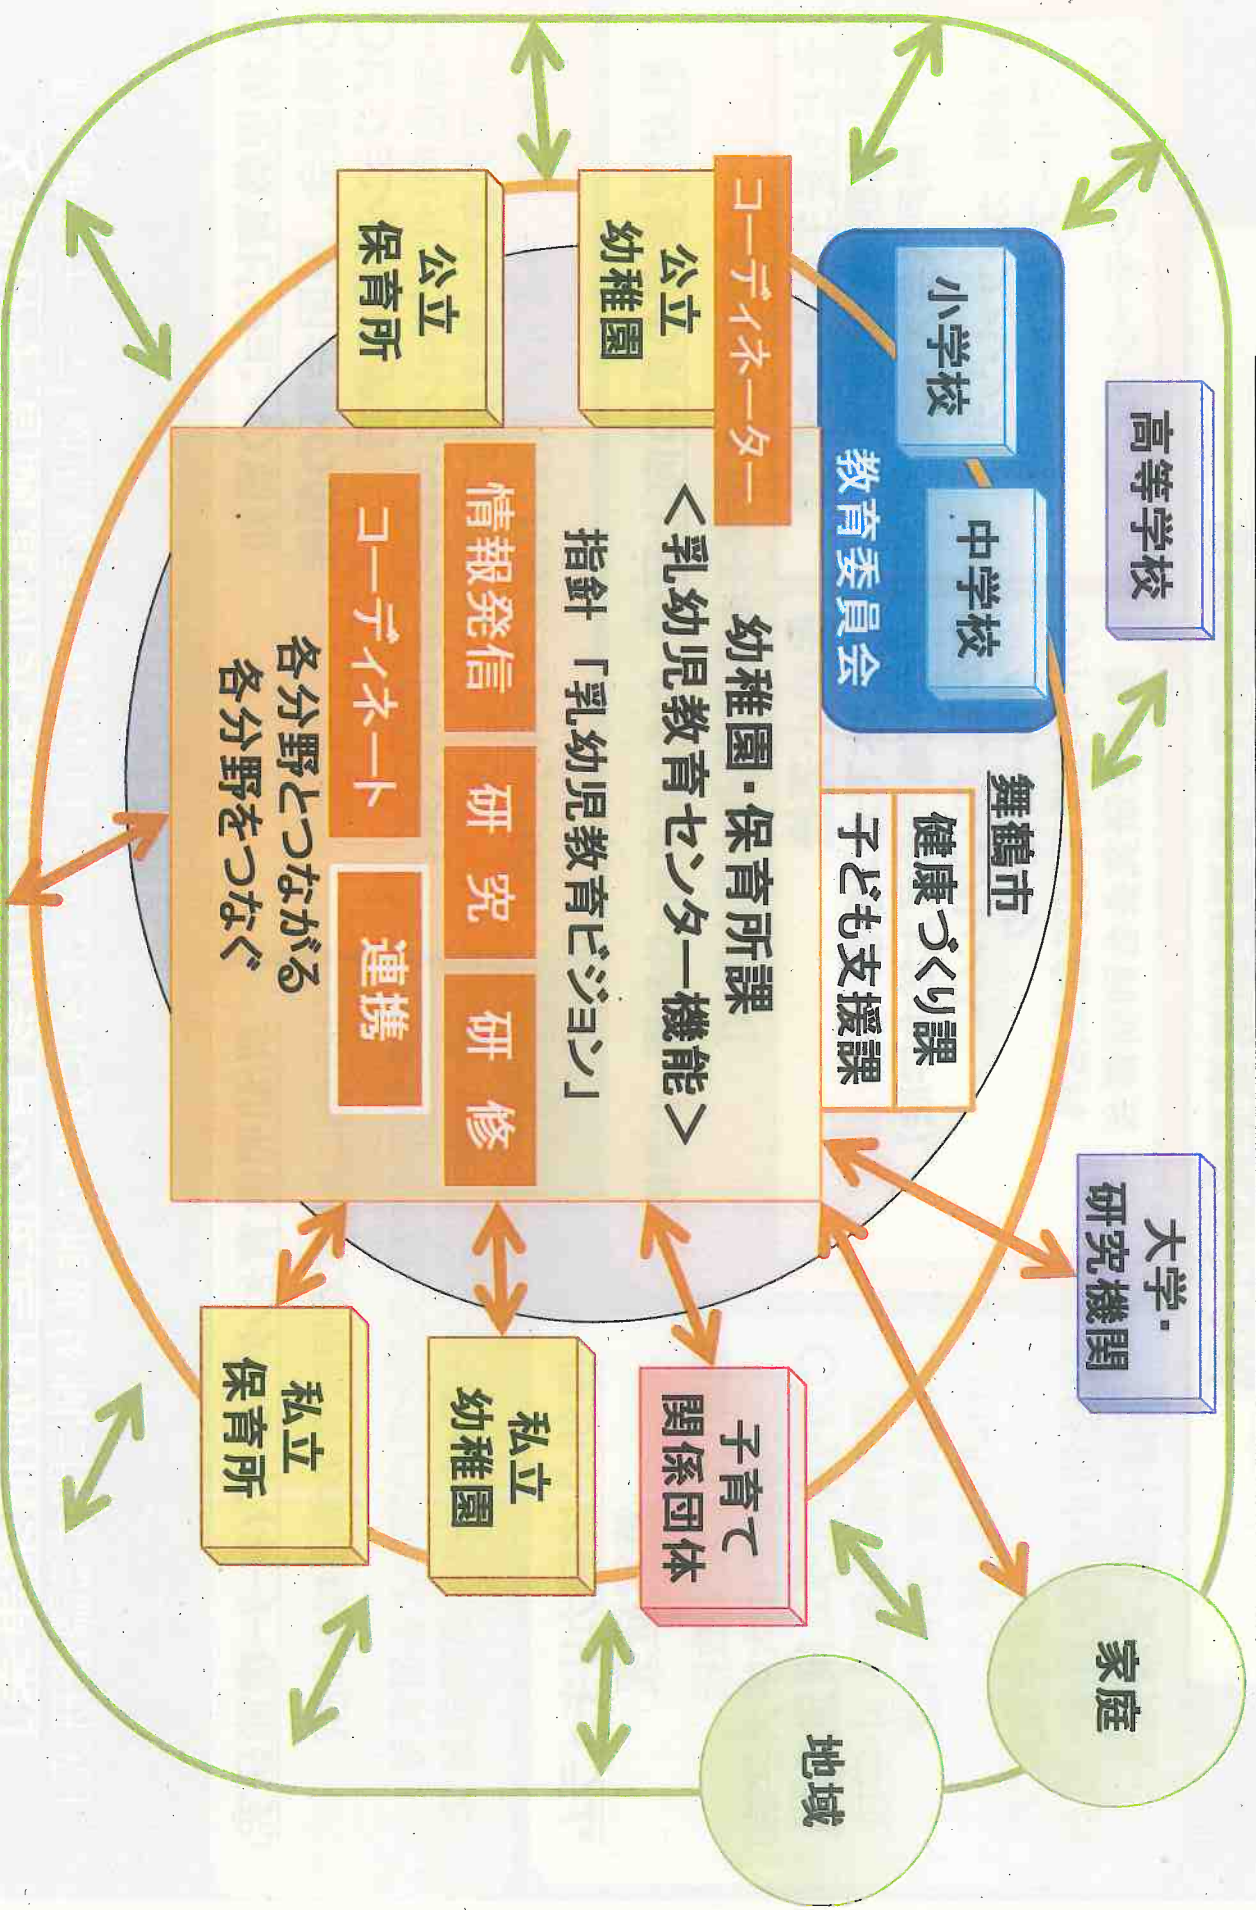 高等学校
大学・
研究機関
家庭
地域
小学校
中学校
教育委員会
舞鶴市
健康づくり課
子ども支援課
コーディネーター
幼稚園・保育所課
<乳幼児教育センター機能>
指針 「乳幼児教育ビジョン」
情報発信
研 究
研 修
コーディネート
連携
各分野とつながる
各分野をつなぐ
公立
幼稚園
公立
保育所
子育て
関係団体
私立
幼稚園
私立
保育所